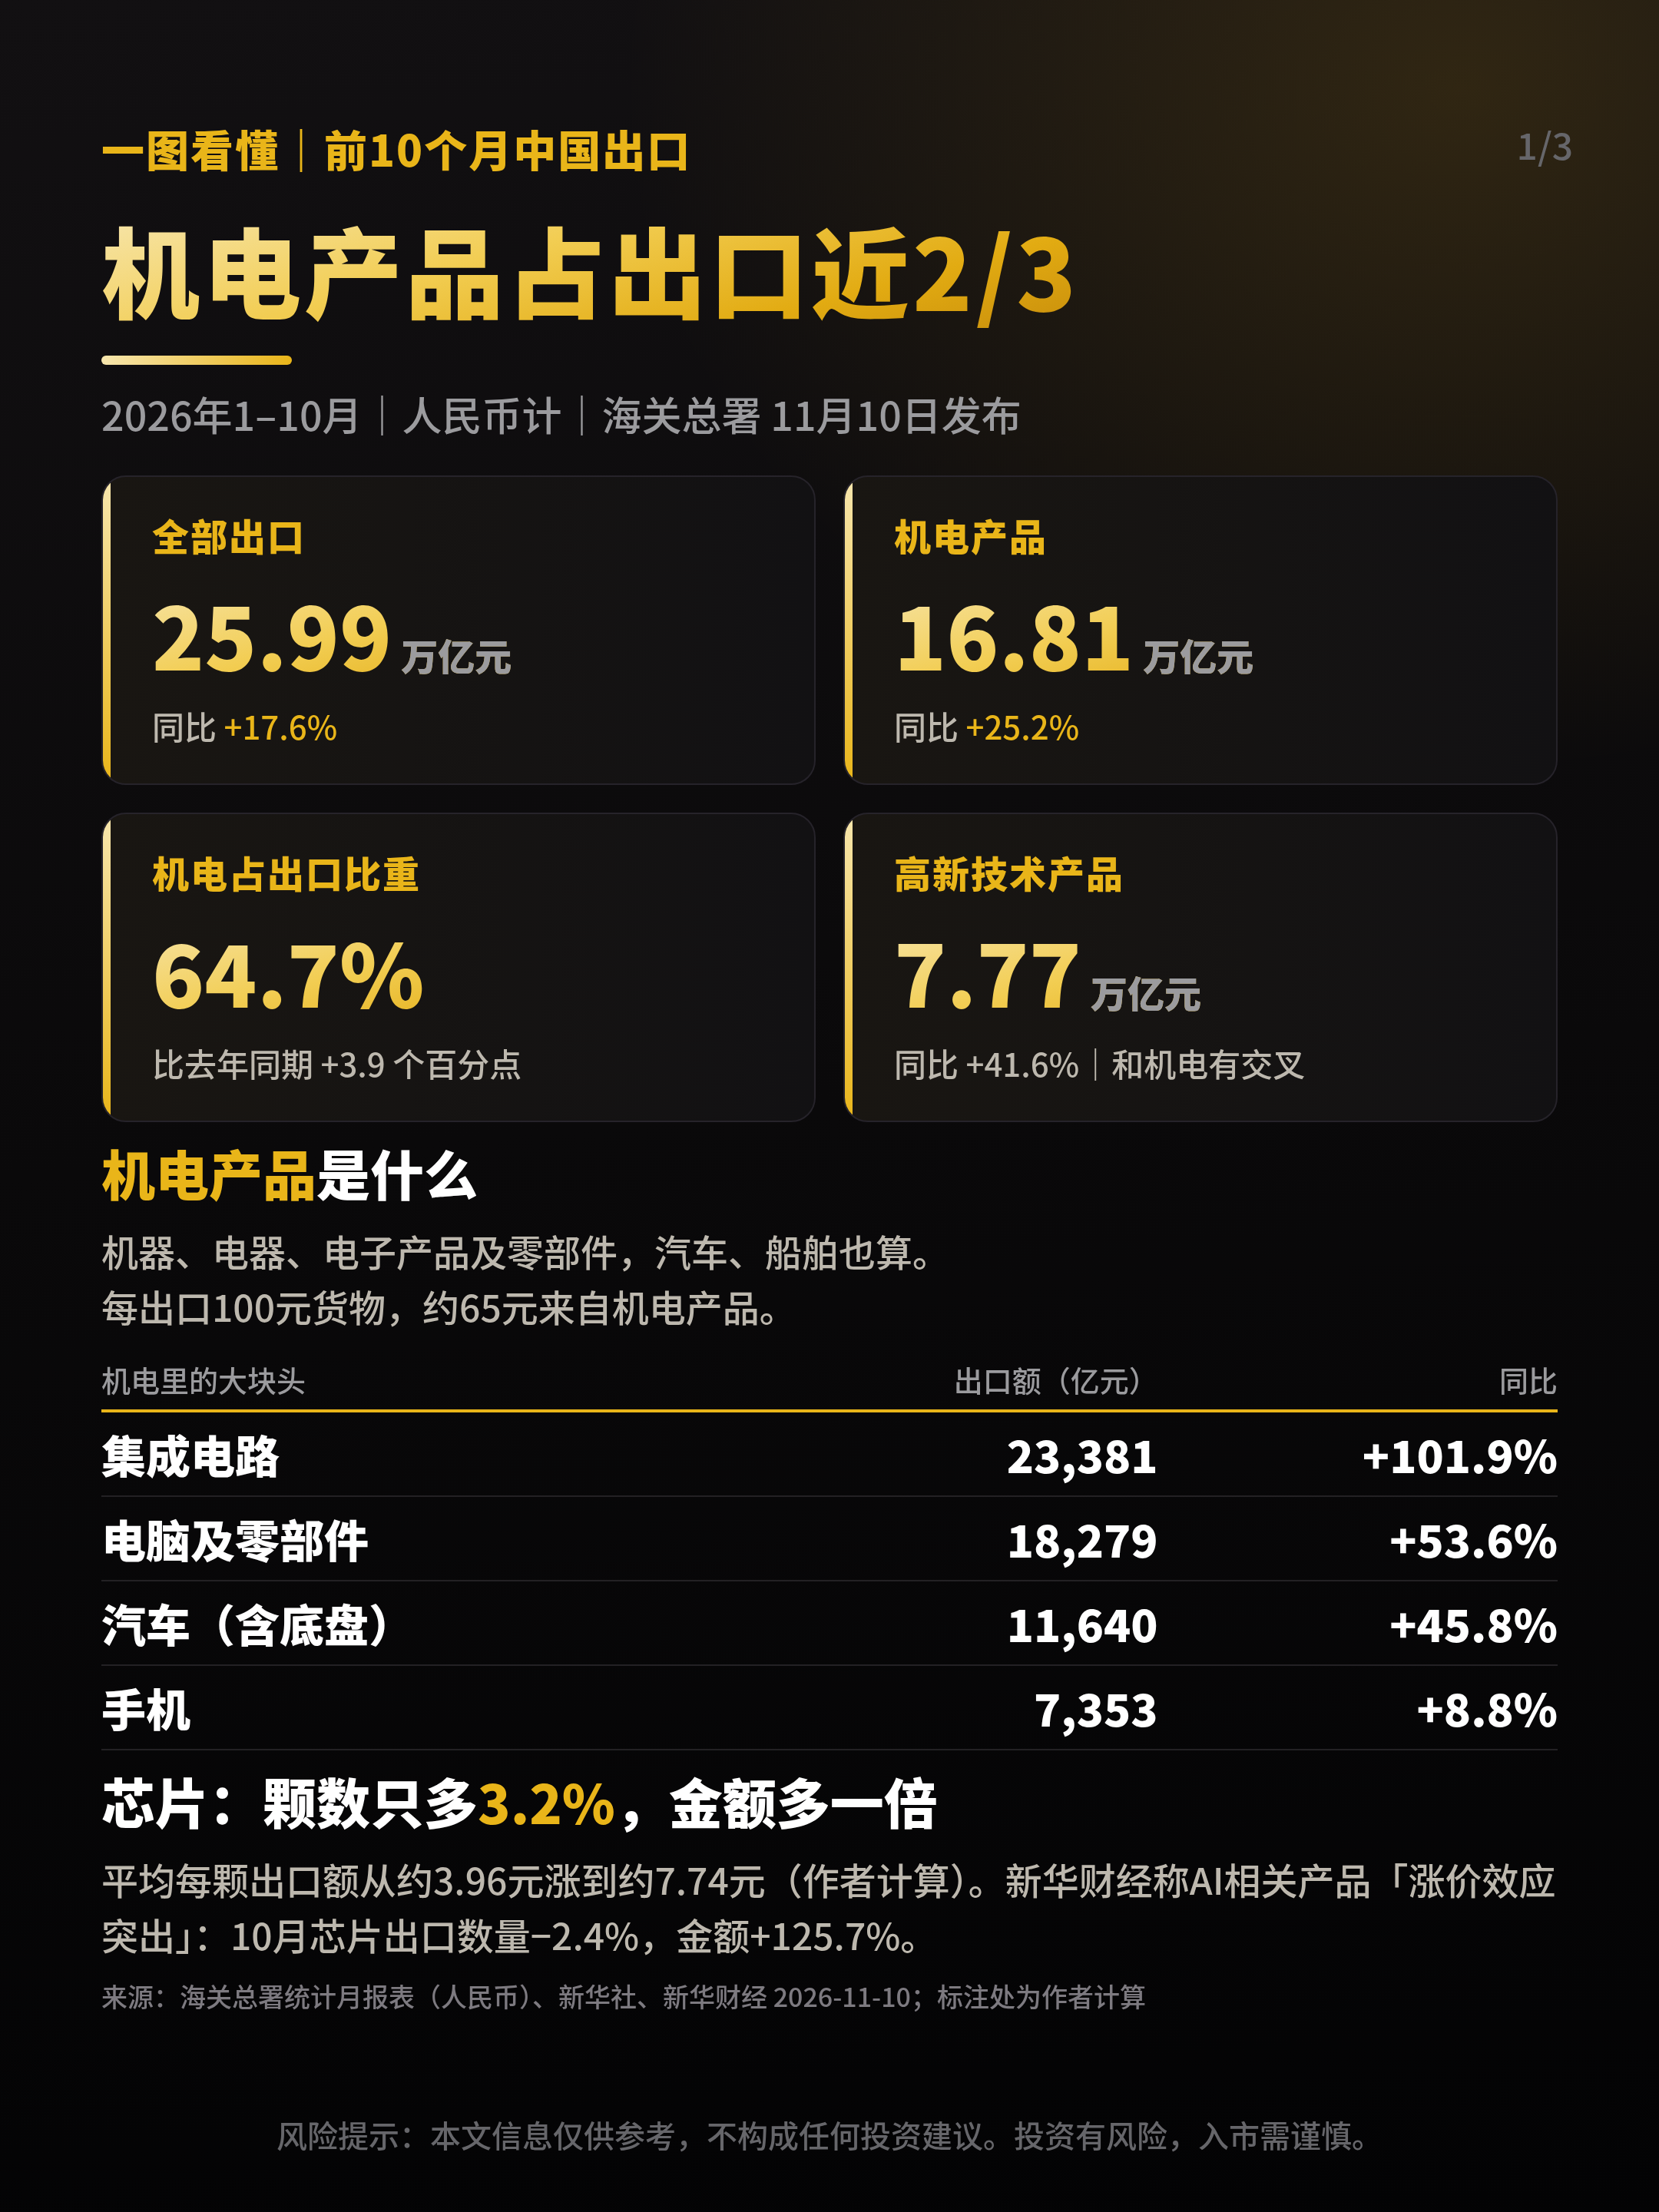 一图看懂｜前10个月中国出口
1/3
机电产品占出口近2/3
2026年1–10月｜人民币计｜海关总署 11月10日发布
全部出口
25.99 万亿元
同比 +17.6%
机电产品
16.81 万亿元
同比 +25.2%
机电占出口比重
64.7%
比去年同期 +3.9 个百分点
高新技术产品
7.77 万亿元
同比 +41.6%｜和机电有交叉
机电产品是什么
机器、电器、电子产品及零部件，汽车、船舶也算。
每出口100元货物，约65元来自机电产品。
机电里的大块头 出口额（亿元） 同比
集成电路 23,381 +101.9%
电脑及零部件 18,279 +53.6%
汽车（含底盘） 11,640 +45.8%
手机 7,353 +8.8%
芯片：颗数只多3.2%，金额多一倍
平均每颗出口额从约3.96元涨到约7.74元（作者计算）。新华财经称AI相关产品「涨价效应
突出」：10月芯片出口数量−2.4%，金额+125.7%。
来源：海关总署统计月报表（人民币）、新华社、新华财经 2026-11-10；标注处为作者计算
风险提示：本文信息仅供参考，不构成任何投资建议。投资有风险，入市需谨慎。